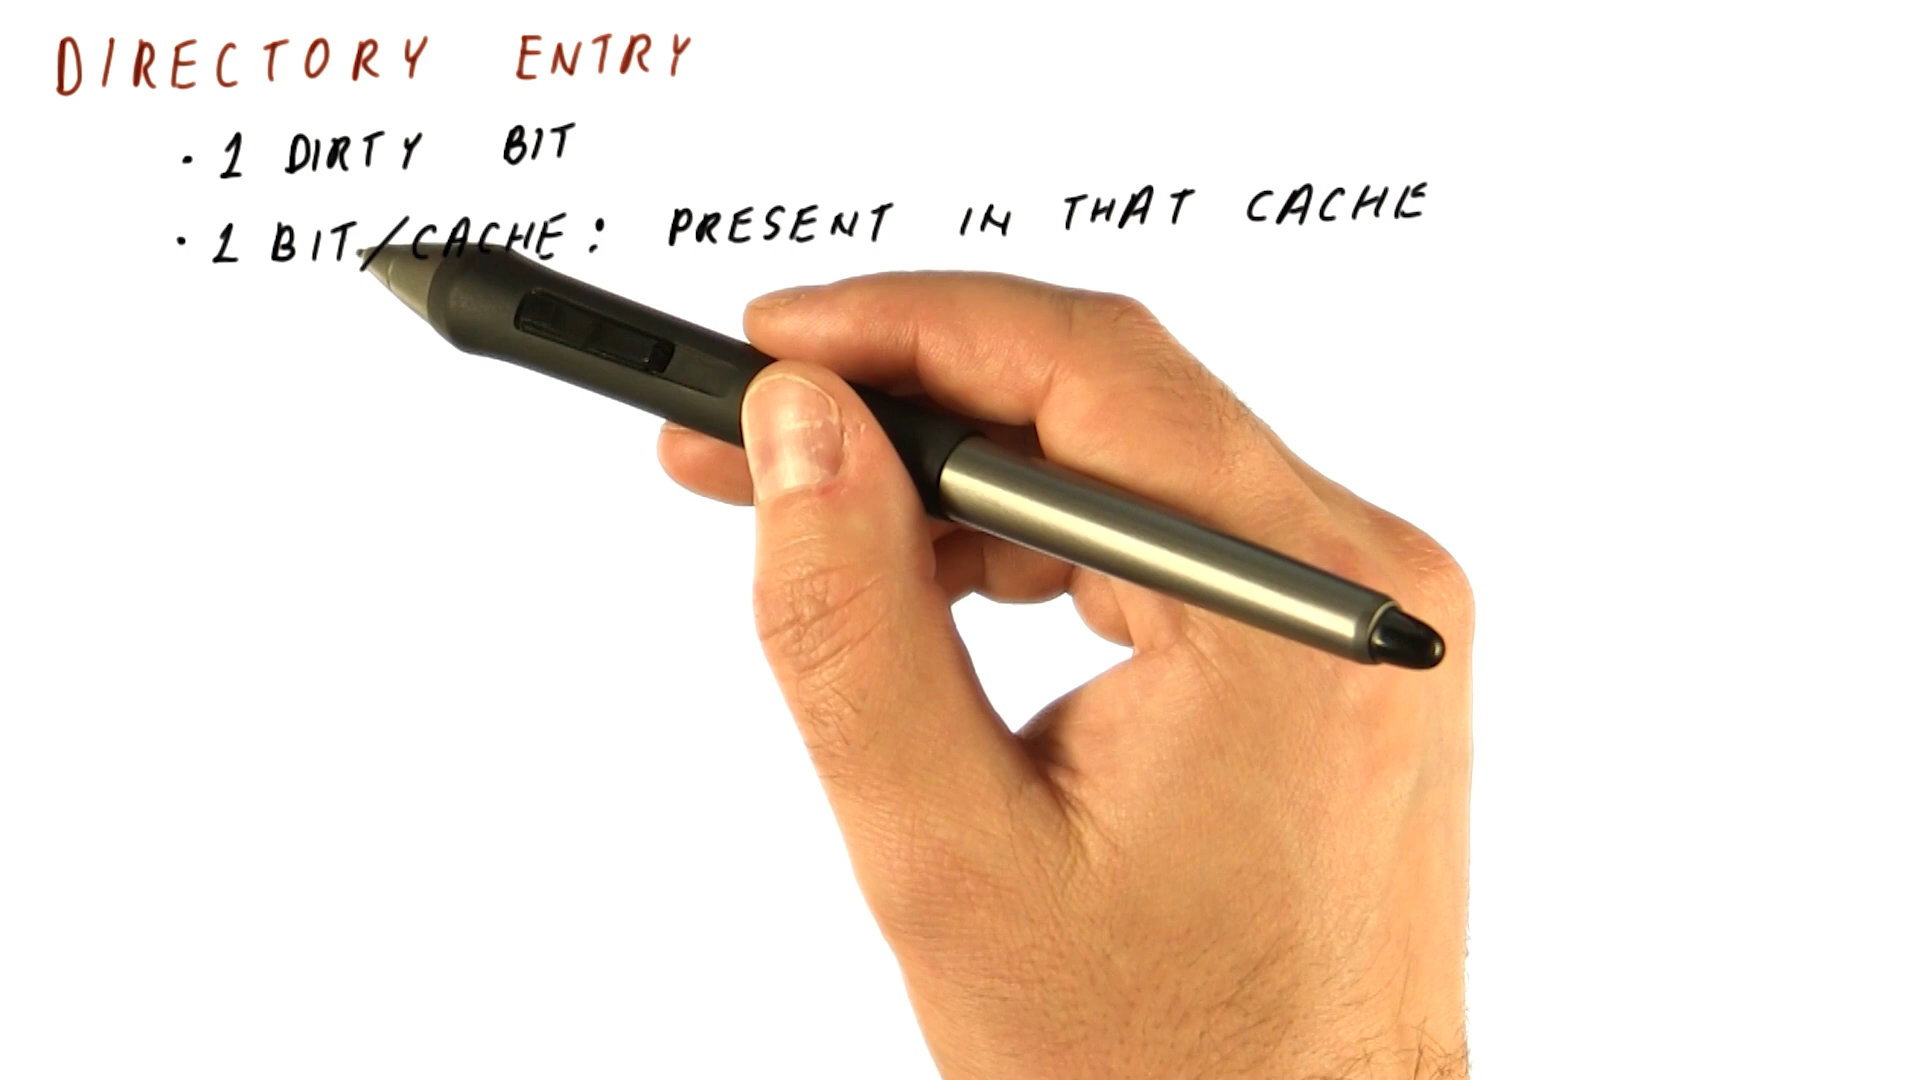 DIRECTORY ENTRY
· 1 DIRTY BIT
· 1 BIT/CACHE: PRESENT IN THAT CACHE